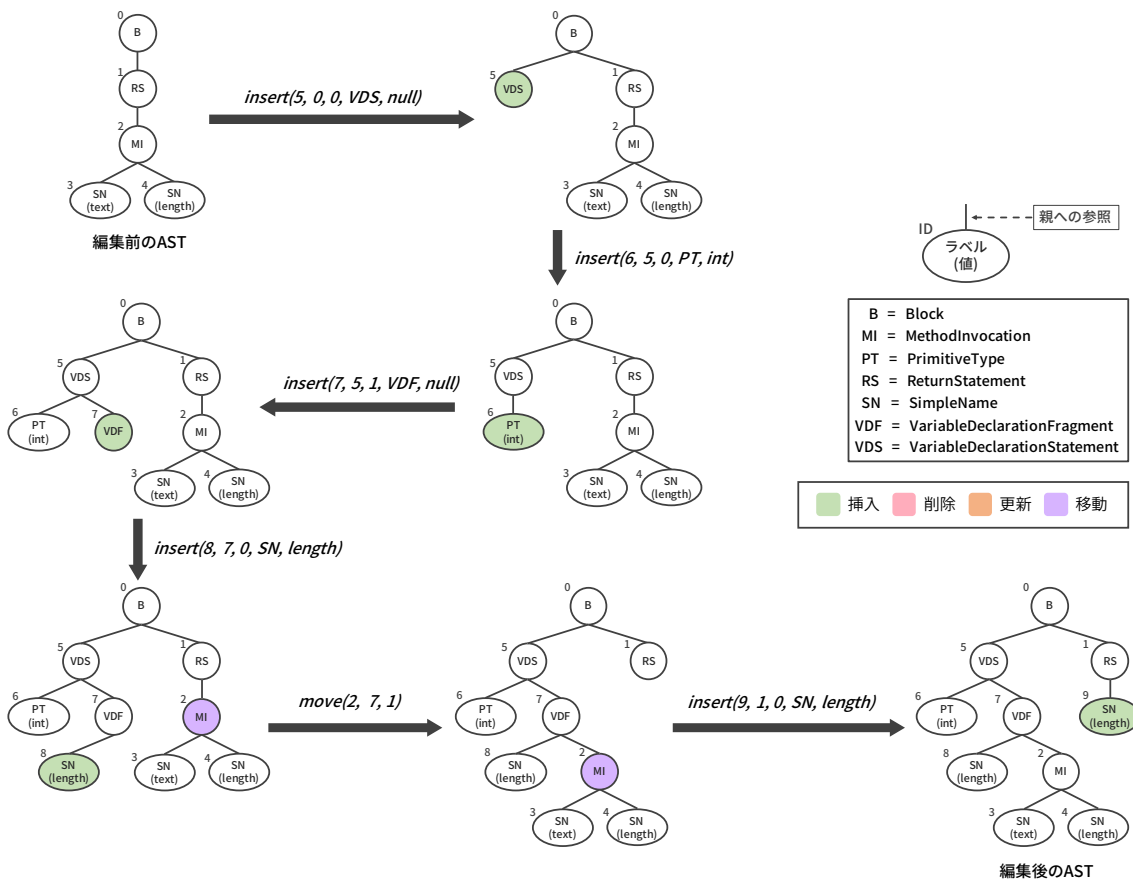 0
B
1
RS
2
MI
3
SN
(text)
4
SN
(length)
編集前のAST
insert(5, 0, 0, VDS, null)
0
B
5
VDS
1
RS
2
MI
3
SN
(text)
4
SN
(length)
insert(6, 5, 0, PT, int)
ID
ラベル
(値)
親への参照
B = Block
MI = MethodInvocation
PT = PrimitiveType
RS = ReturnStatement
SN = SimpleName
VDF = VariableDeclarationFragment
VDS = VariableDeclarationStatement
挿入 削除 更新 移動
0
B
5
VDS
1
RS
6
PT
(int)
2
MI
3
SN
(text)
4
SN
(length)
insert(7, 5, 1, VDF, null)
0
B
5
VDS
1
RS
6
PT
(int)
7
VDF
2
MI
3
SN
(text)
4
SN
(length)
insert(8, 7, 0, SN, length)
0
B
5
VDS
1
RS
6
PT
(int)
7
VDF
2
MI
8
SN
(length)
3
SN
(text)
4
SN
(length)
move(2, 7, 1)
0
B
5
VDS
1
RS
6
PT
(int)
7
VDF
8
SN
(length)
2
MI
3
SN
(text)
4
SN
(length)
insert(9, 1, 0, SN, length)
0
B
5
VDS
1
RS
6
PT
(int)
7
VDF
9
SN
(length)
8
SN
(length)
2
MI
3
SN
(text)
4
SN
(length)
編集後のAST